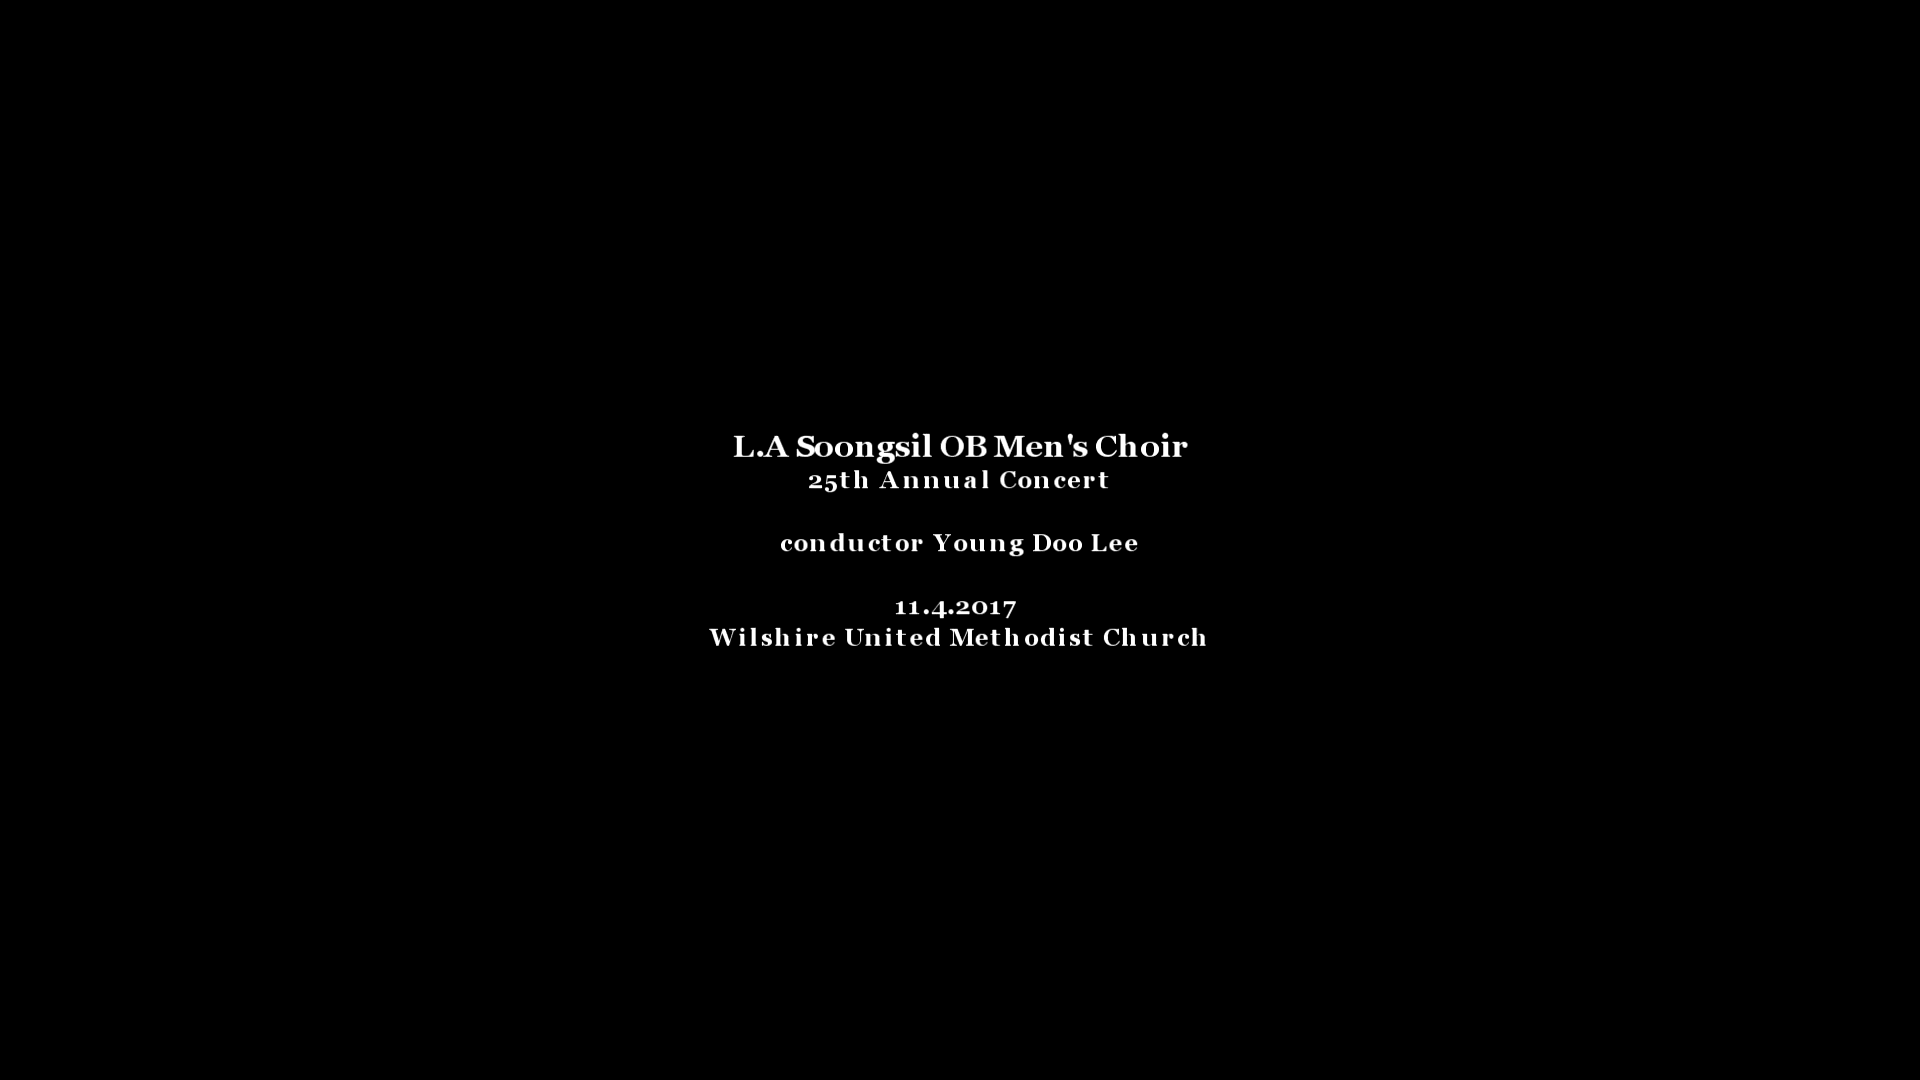 L.A Soongsil OB Men's Choir
25th Annual Concert
conductor Young Doo Lee
11.4.2017
Wilshire United Methodist Church